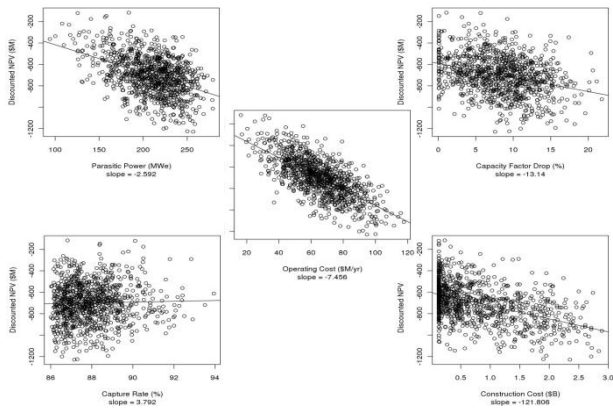 Discounted NPV ($M)
-200
-400
-600
-800
-1200
100 150 200 250
Parasitic Power (MWe)
slope = -2.592
Discounted NPV ($M)
-200
-400
-600
-800
-1200
0 5 10 15 20
Capacity Factor Drop (%)
slope = -13.14
20 40 60 80 100 120
Operating Cost ($M/yr)
slope = -7.456
Discounted NPV ($M)
-200
-400
-600
-800
-1200
86 88 90 92 94
Capture Rate (%)
slope = 3.792
Discounted NPV
-200
-400
-600
-800
-1200
0.5 1.0 1.5 2.0 2.5 3.0
Construction Cost ($B)
slope = -121.806